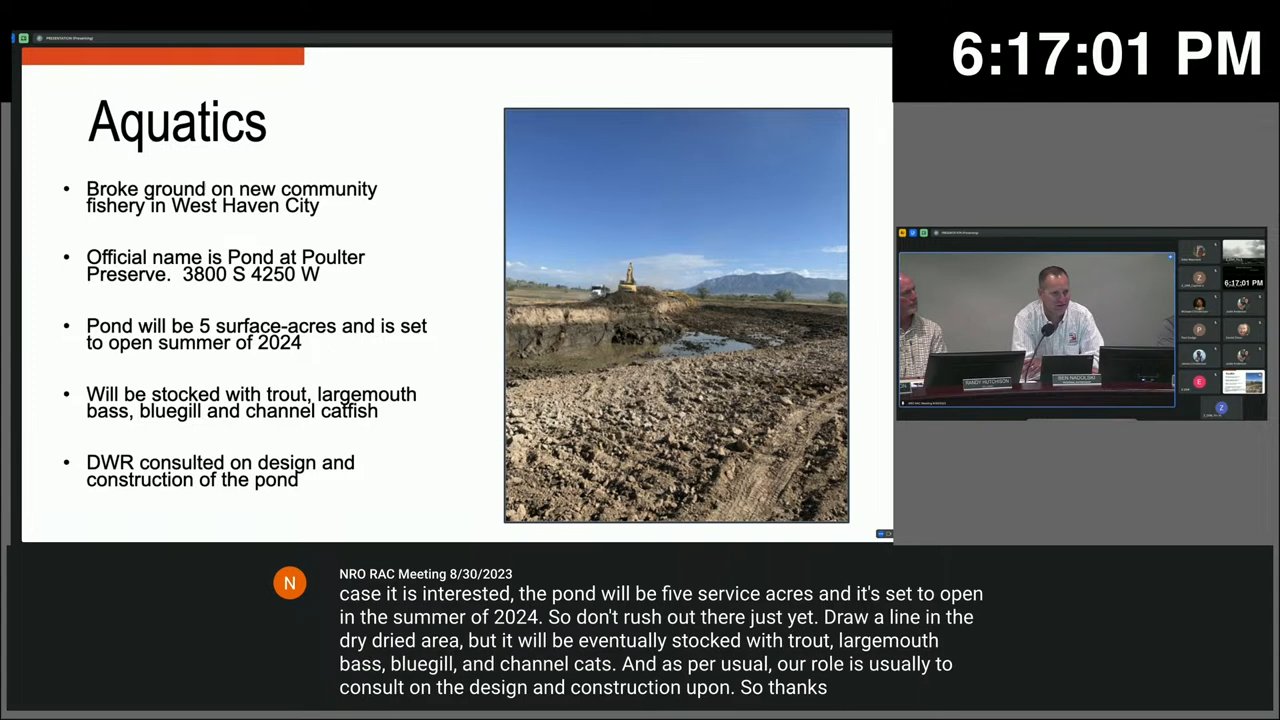 PRESENTATION (Presenting)
6:17:01 PM
Aquatics
• Broke ground on new community
fishery in West Haven City
• Official name is Pond at Poulter
Preserve. 3800 S 4250 W
• Pond will be 5 surface-acres and is set
to open summer of 2024
• Will be stocked with trout, largemouth
bass, bluegill and channel catfish
• DWR consulted on design and
construction of the pond
6:17:01 PM
RANDY HUTCHISON
BEN NADOLSKI
N
NRO RAC Meeting 8/30/2023
case it is interested, the pond will be five service acres and it's set to open
in the summer of 2024. So don't rush out there just yet. Draw a line in the
dry dried area, but it will be eventually stocked with trout, largemouth
bass, bluegill, and channel cats. And as per usual, our role is usually to
consult on the design and construction upon. So thanks